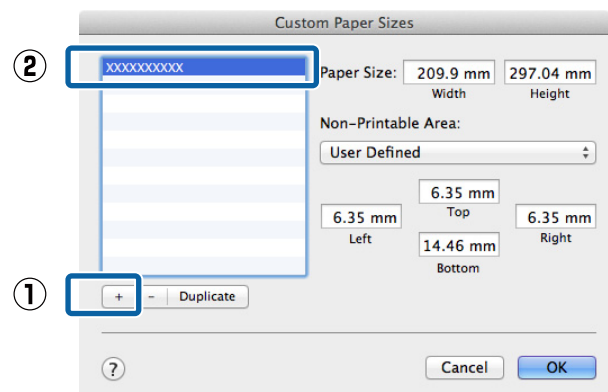 Custom Paper Sizes
② XXXXXXXXXX
Paper Size: 209.9 mm 297.04 mm
Width Height
Non-Printable Area:
User Defined
6.35 mm
Top
6.35 mm 6.35 mm
Left Right
14.46 mm
Bottom
① + - Duplicate
? Cancel OK